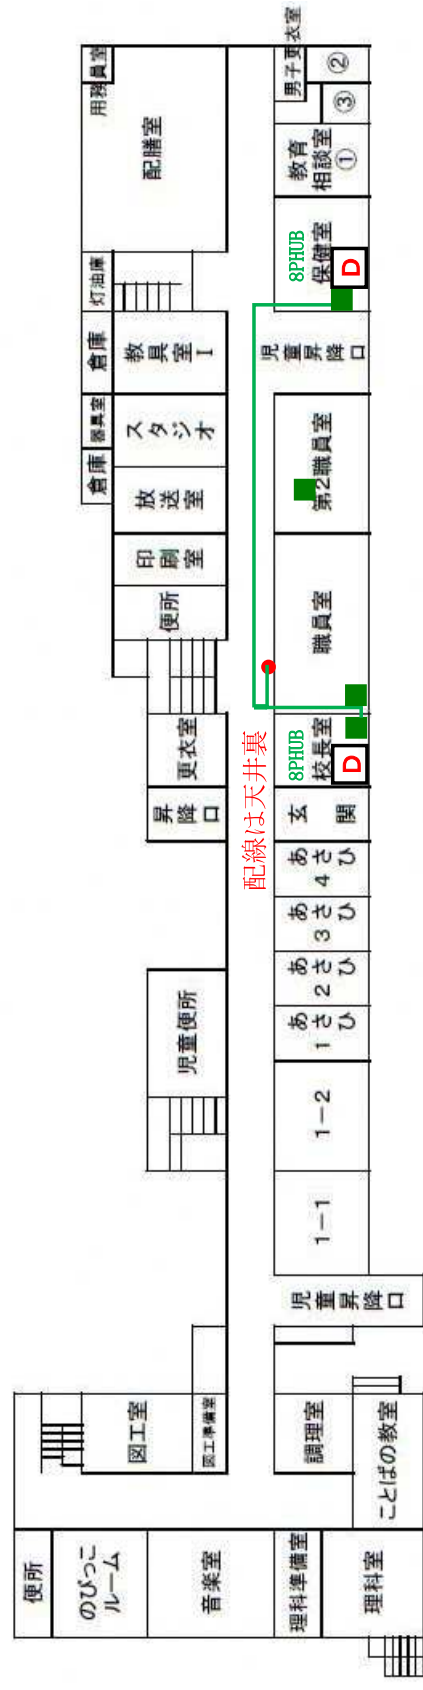 便所
のびっこ
ルーム
音楽室
理科準備室
理科室
図工室
図工準備室
調理室
ことばの教室
児童昇降口
1－1
1－2
児童便所
あさひ
1
あさひ
2
あさひ
3
あさひ
4
昇降口
玄関
更衣室
8PHUB
校長室
D
配線は天井裏
便所
印刷室
放送室
スタジオ
教具室Ⅰ
倉庫
器具室
倉庫
灯油庫
職員室
第2職員室
児童昇降口
8PHUB
保健室
D
配膳室
用務員室
教育
相談室
①
②
③
男子更衣室